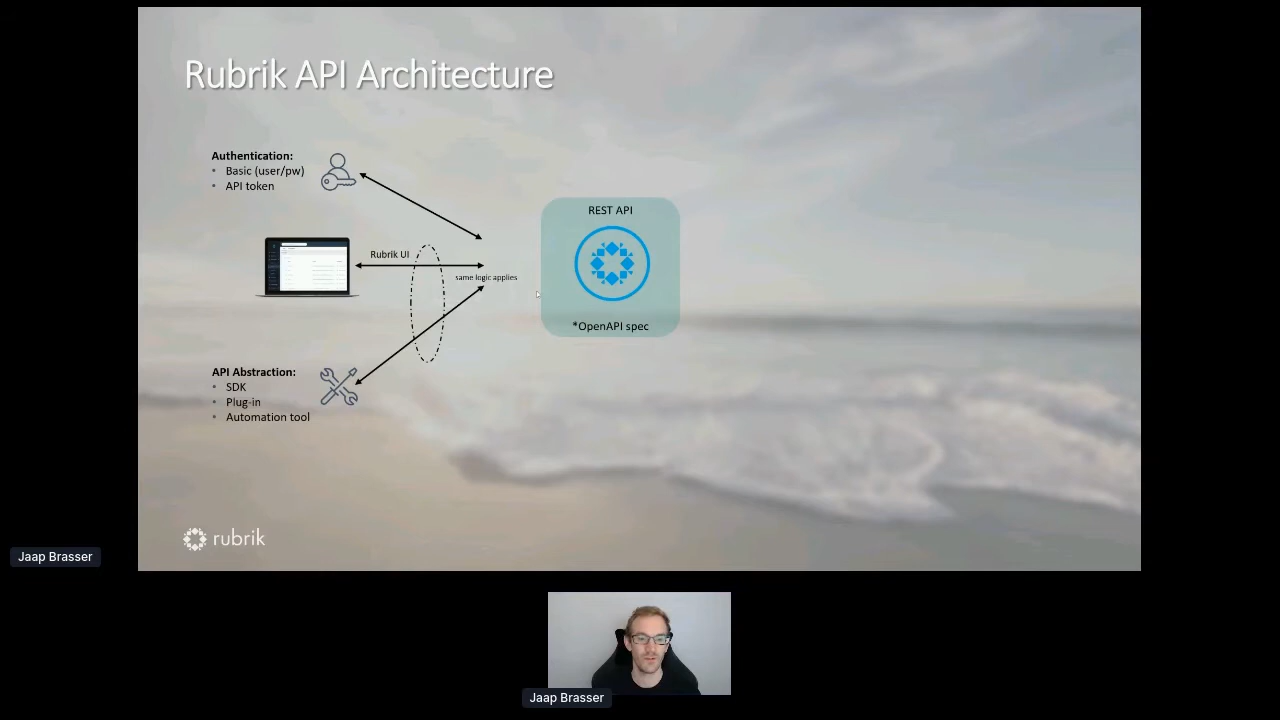 Rubrik API Architecture
Authentication:
• Basic (user/pw)
• API token
Rubrik UI
same logic applies
REST API
*OpenAPI spec
API Abstraction:
• SDK
• Plug-in
• Automation tool
rubrik
Jaap Brasser
Jaap Brasser